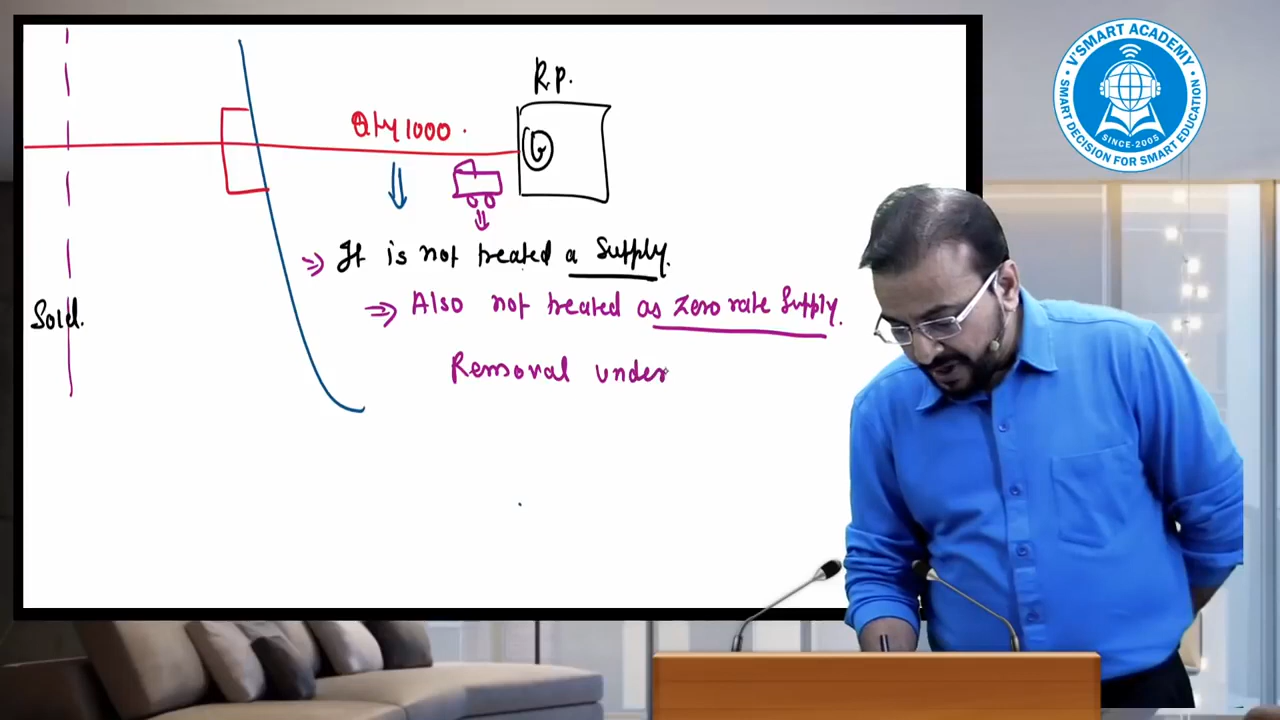 R.P.
Qty 1000.
G
⇒ It is not treated a Supply.
⇒ Also not treated as zero rate Supply.
Sold.
Removal under
V'SMART ACADEMY
SMART DECISION FOR SMART EDUCATION
SINCE-2005